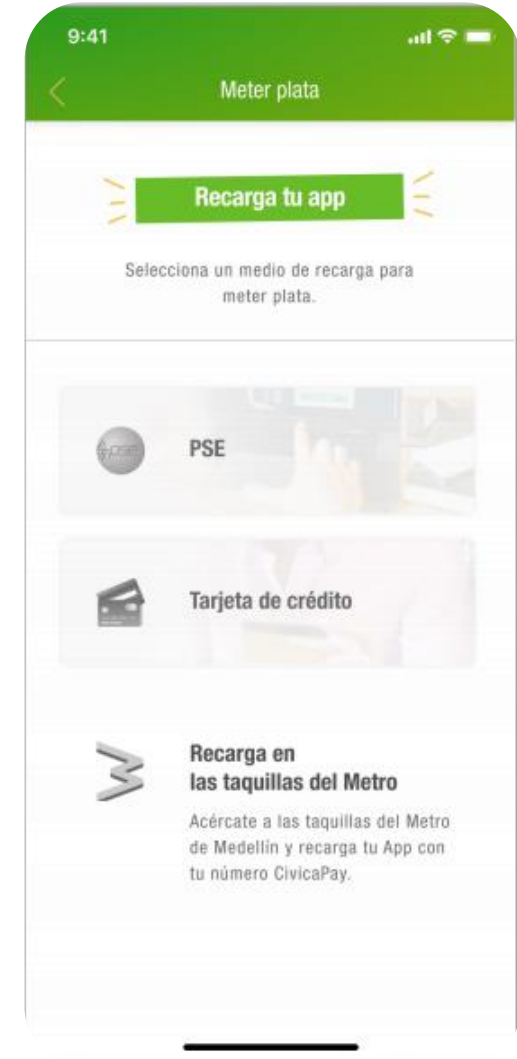 9:41
Meter plata
Recarga tu app
Selecciona un medio de recarga para
meter plata.
pse
PSE
Tarjeta de crédito
Recarga en
las taquillas del Metro
Acércate a las taquillas del Metro
de Medellín y recarga tu App con
tu número CivicaPay.